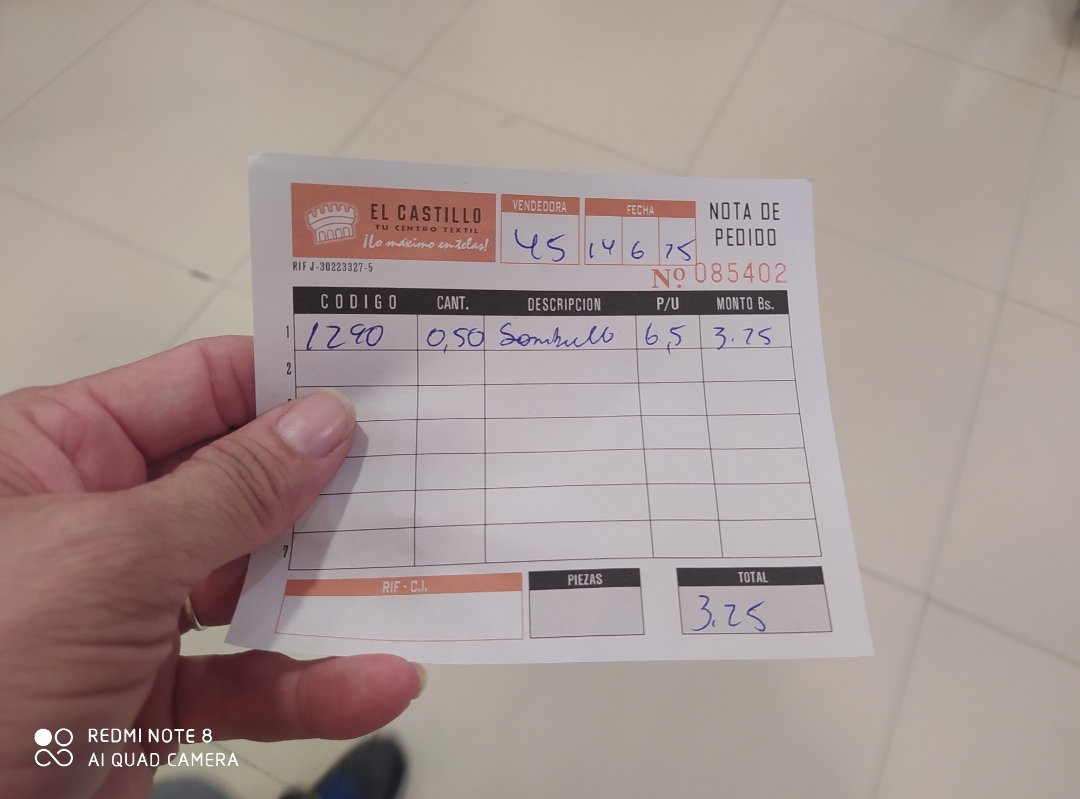 EL CASTILLO
TU CENTRO TEXTIL
¡Lo máximo en telas!
RIF J-30223327-5
VENDEDORA
45
FECHA
14 6 25
NOTA DE
PEDIDO
Nº 085402
CODIGO CANT. DESCRIPCION P/U MONTO Bs.
1 1290 0,50 6,5 3.25
2
7
RIF - C.I.
PIEZAS
TOTAL
3.25
REDMI NOTE 8
AI QUAD CAMERA